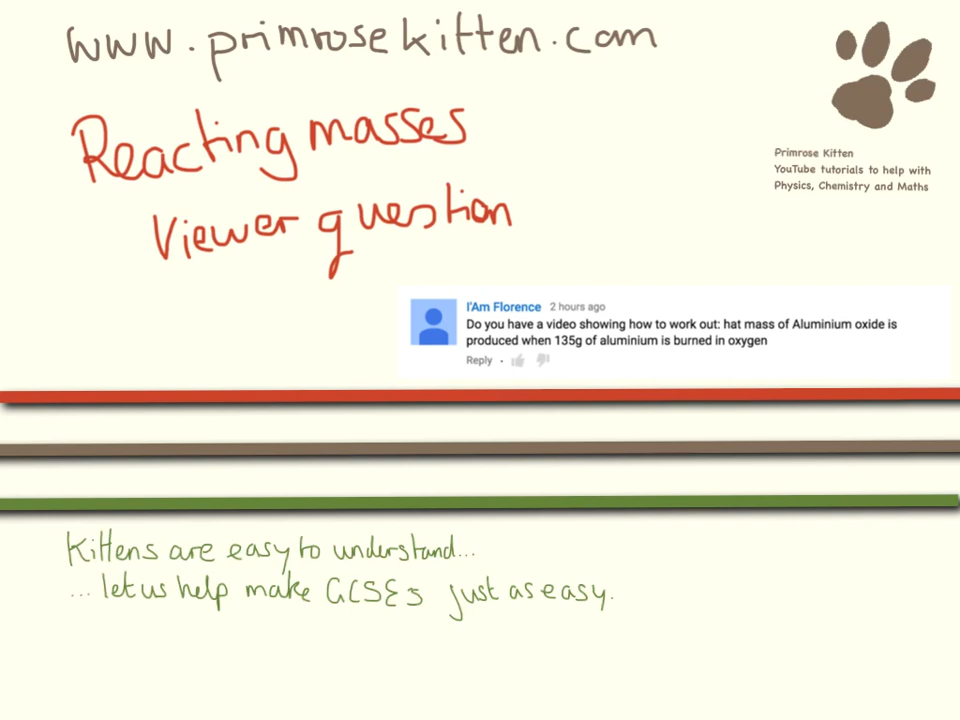 www.primrosekitten.com
Reacting masses
Viewer question
Primrose Kitten
YouTube tutorials to help with
Physics, Chemistry and Maths
I'Am Florence 2 hours ago
Do you have a video showing how to work out: hat mass of Aluminium oxide is
produced when 135g of aluminium is burned in oxygen
Reply ·
Kittens are easy to understand...
... let us help make GCSEs just as easy.